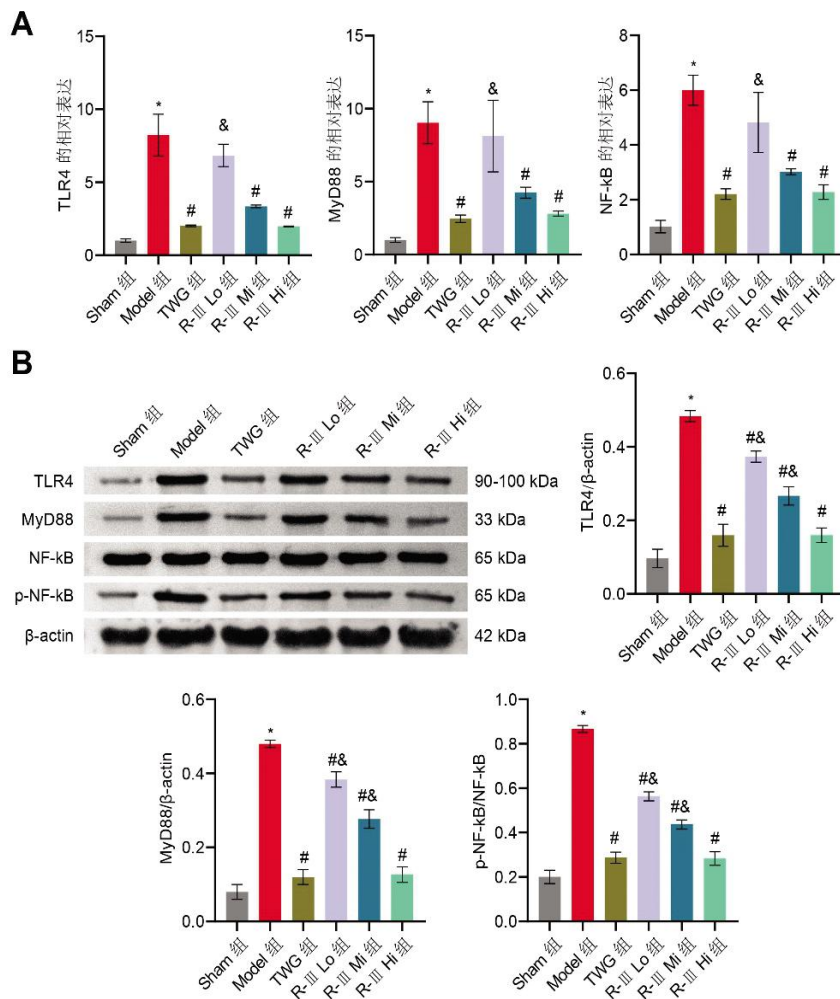 A
TLR4 的相对表达
15
10
5
0
*
#
&
#
#
Sham 组
Model 组
TWG 组
R-Ⅲ Lo 组
R-Ⅲ Mi 组
R-Ⅲ Hi 组
MyD88 的相对表达
15
10
5
0
*
#
&
#
#
Sham 组
Model 组
TWG 组
R-Ⅲ Lo 组
R-Ⅲ Mi 组
R-Ⅲ Hi 组
NF-kB 的相对表达
8
6
4
2
0
*
#
&
#
#
Sham 组
Model 组
TWG 组
R-Ⅲ Lo 组
R-Ⅲ Mi 组
R-Ⅲ Hi 组
B
Sham 组
Model 组
TWG 组
R-Ⅲ Lo 组
R-Ⅲ Mi 组
R-Ⅲ Hi 组
TLR4 90-100 kDa
MyD88 33 kDa
NF-kB 65 kDa
p-NF-kB 65 kDa
β-actin 42 kDa
TLR4/β-actin
0.6
0.4
0.2
0.0
*
#
#&
#&
#
Sham 组
Model 组
TWG 组
R-Ⅲ Lo 组
R-Ⅲ Mi 组
R-Ⅲ Hi 组
MyD88/β-actin
0.6
0.4
0.2
0.0
*
#
#&
#&
#
Sham 组
Model 组
TWG 组
R-Ⅲ Lo 组
R-Ⅲ Mi 组
R-Ⅲ Hi 组
p-NF-kB/NF-kB
1.0
0.8
0.6
0.4
0.2
0.0
*
#
#&
#&
#
Sham 组
Model 组
TWG 组
R-Ⅲ Lo 组
R-Ⅲ Mi 组
R-Ⅲ Hi 组